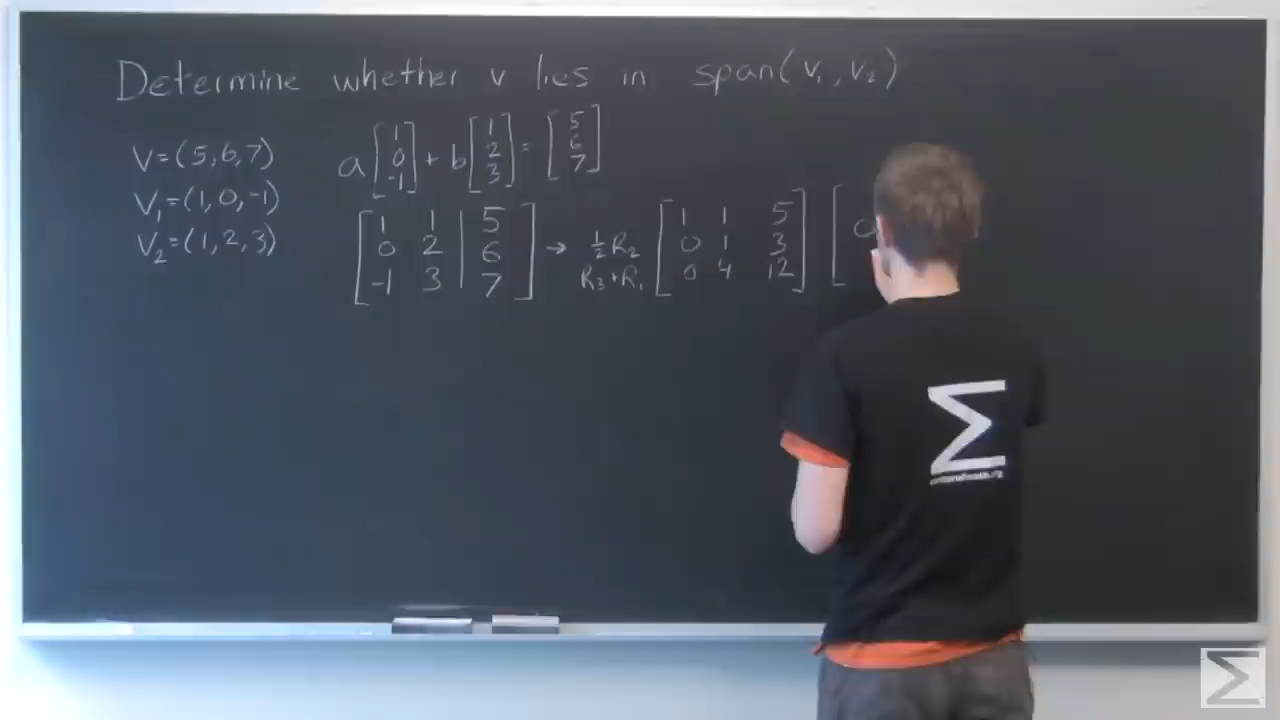 Determine whether v lies in span(v₁, v₂)
a [1 0 -1] + b [1 2 3] = [5 6 7]
V=(5,6,7)
V₁=(1,0,-1)
V₂=(1,2,3)
[ 1 1 | 5
0 2 | 6
-1 3 | 7 ]
→ ½R₂
R₃+R₁
[ 1 1 5
0 1 3
0 4 12 ]
[
Σ
Σ